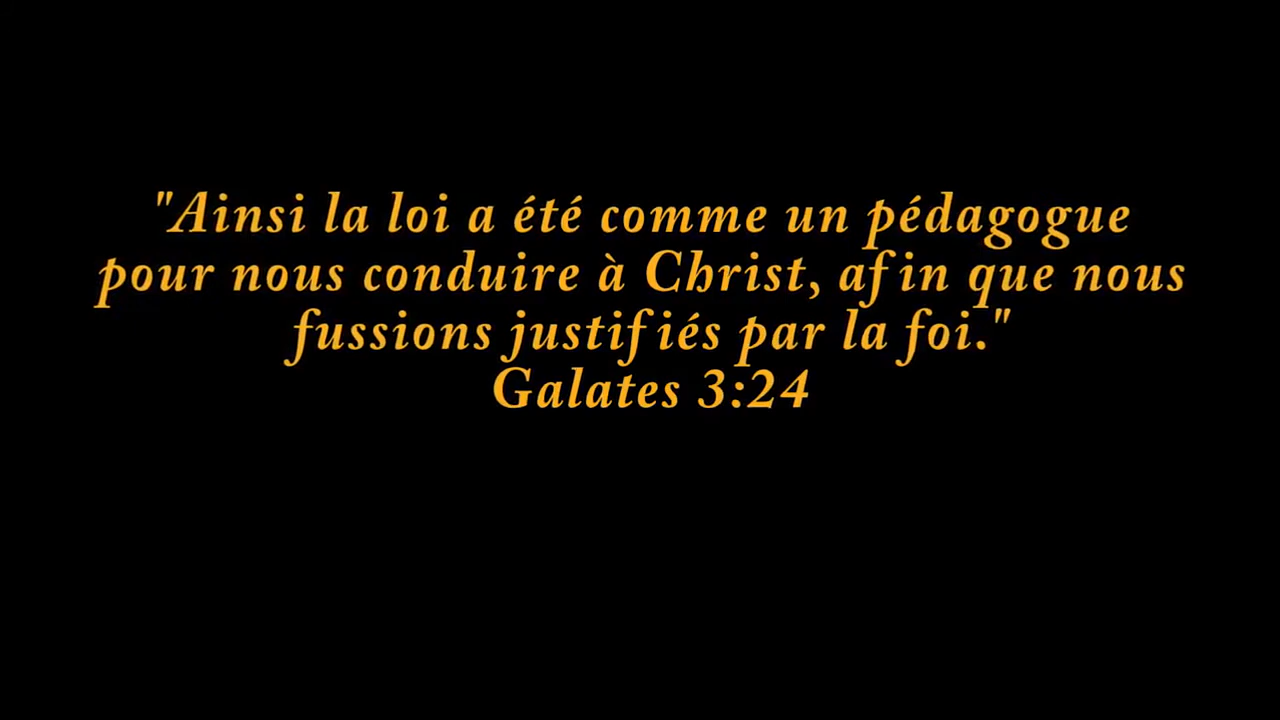 "Ainsi la loi a été comme un pédagogue
pour nous conduire à Christ, afin que nous
fussions justifiés par la foi."
Galates 3:24